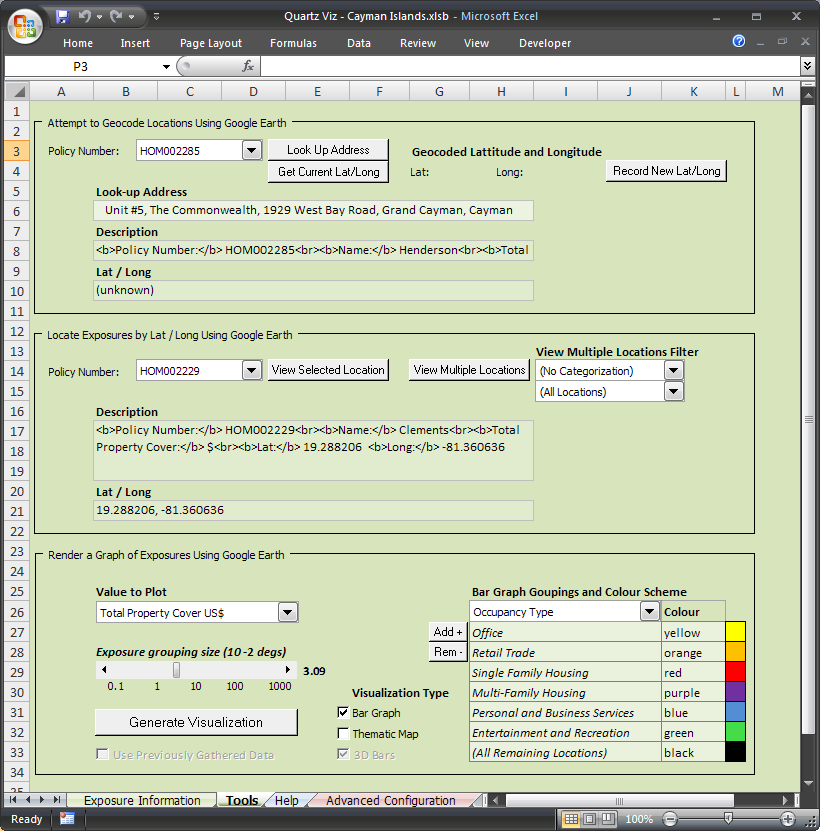 Quartz Viz - Cayman Islands.xlsb - Microsoft Excel
Home Insert Page Layout Formulas Data Review View Developer
P3 fx
A B C D E F G H I J K L M
1
2 Attempt to Geocode Locations Using Google Earth
3 Policy Number: HOM002285 Look Up Address Geocoded Lattitude and Longitude
4 Get Current Lat/Long Lat: Long: Record New Lat/Long
5 Look-up Address
6 Unit #5, The Commonwealth, 1929 West Bay Road, Grand Cayman, Cayman
7 Description
8 <b>Policy Number:</b> HOM002285<br><b>Name:</b> Henderson<br><b>Total
9 Lat / Long
10 (unknown)
11
12 Locate Exposures by Lat / Long Using Google Earth
13 View Multiple Locations Filter
14 Policy Number: HOM002229 View Selected Location View Multiple Locations (No Categorization)
15 (All Locations)
16 Description
17 <b>Policy Number:</b> HOM002229<br><b>Name:</b> Clements<br><b>Total
18 Property Cover:</b> $<br><b>Lat:</b> 19.288206 <b>Long:</b> -81.360636
19
20 Lat / Long
21 19.288206, -81.360636
22
23 Render a Graph of Exposures Using Google Earth
24
25 Value to Plot Bar Graph Goupings and Colour Scheme
26 Total Property Cover US$ Occupancy Type Colour
27 Add + Office yellow
28 Exposure grouping size (10 -2 degs) Rem - Retail Trade orange
29 3.09 Single Family Housing red
30 0.1 1 10 100 1000 Visualization Type Multi-Family Housing purple
31 Bar Graph Personal and Business Services blue
32 Generate Visualization Thematic Map Entertainment and Recreation green
33 Use Previously Gathered Data 3D Bars (All Remaining Locations) black
34
35
Exposure Information Tools Help Advanced Configuration
Ready 100%